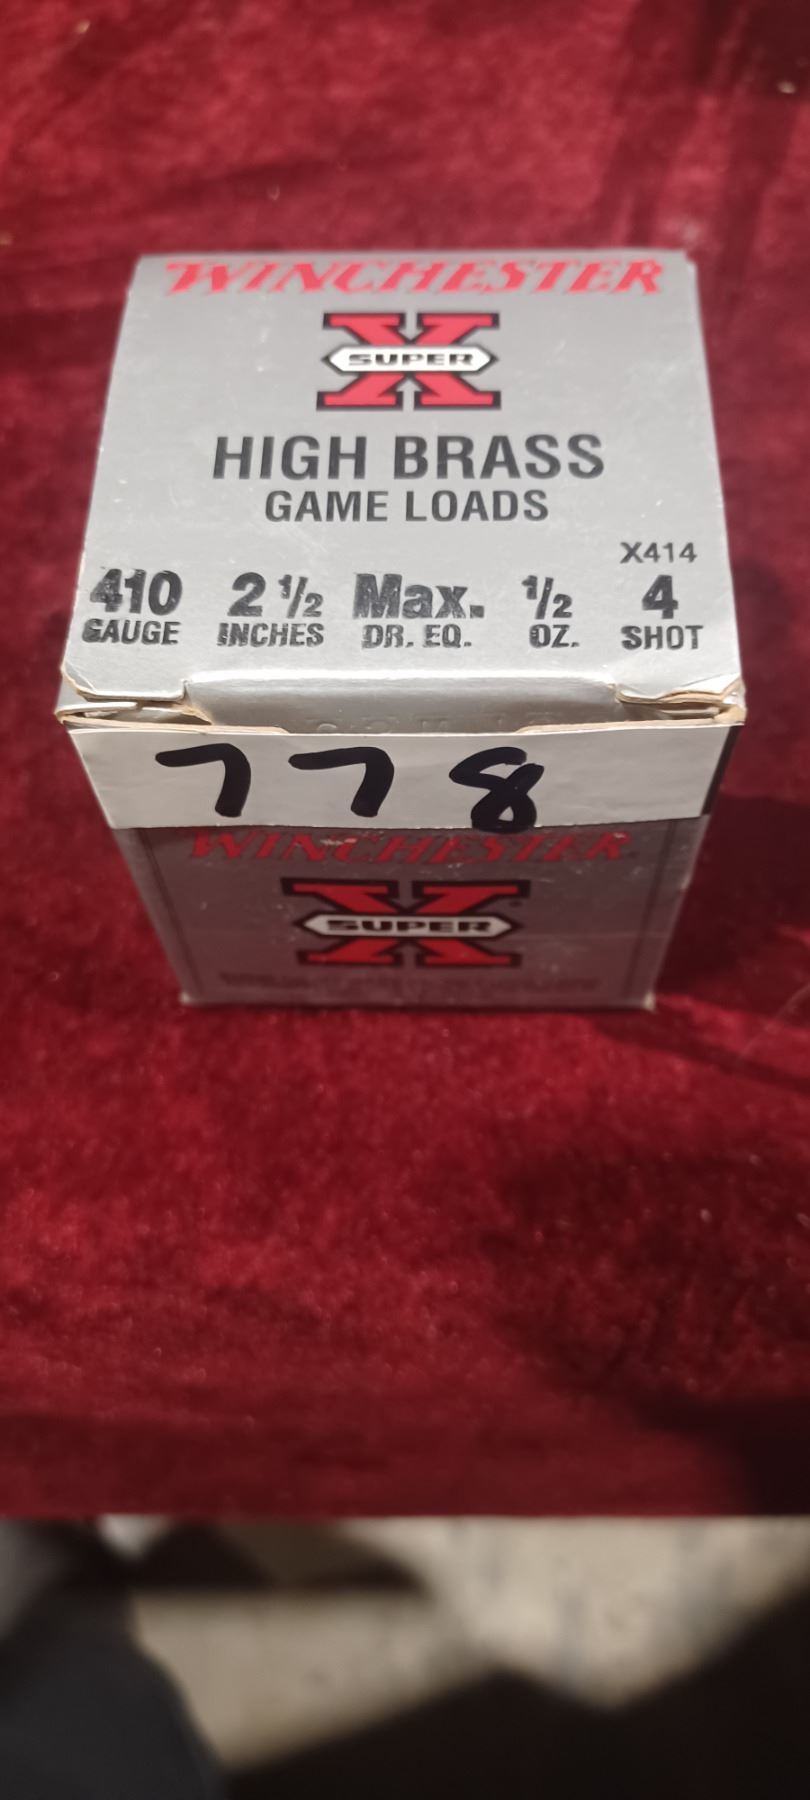 WINCHESTER
SUPER X
HIGH BRASS
GAME LOADS
X414
410 2 1/2 Max. 1/2 4
GAUGE INCHES DR. EQ. OZ. SHOT
778
WINCHESTER
SUPER X